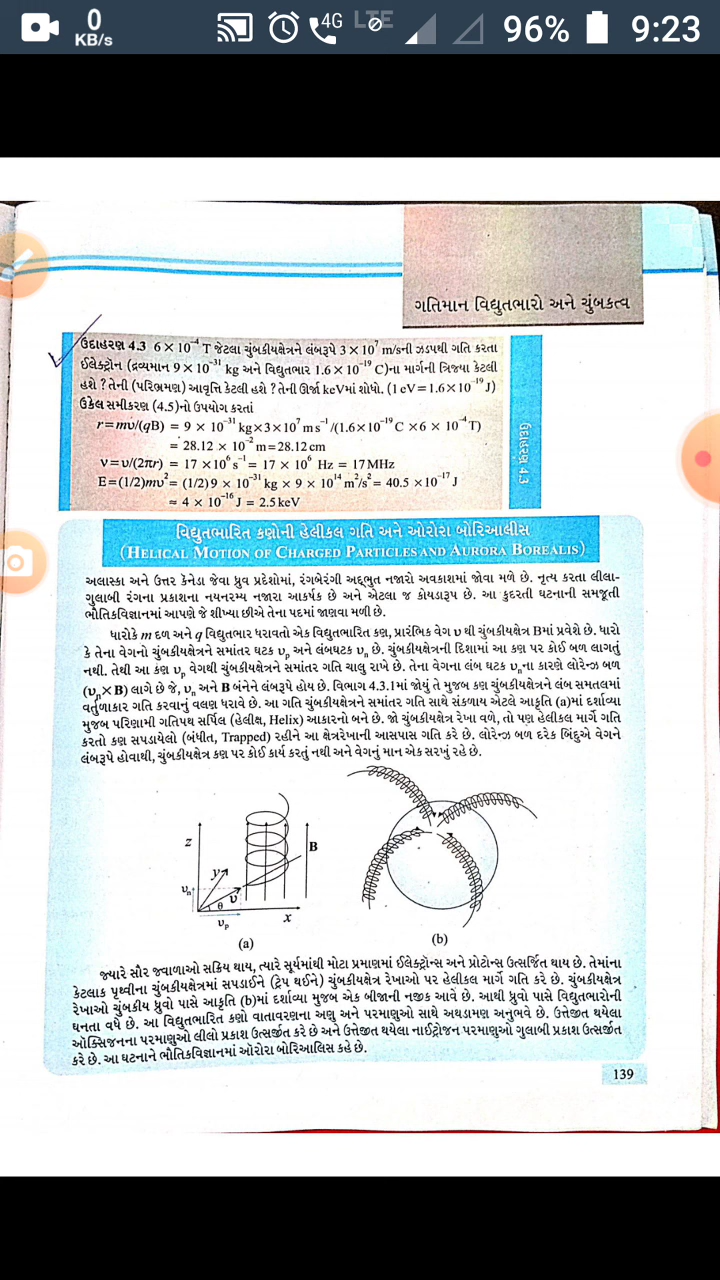 0
KB/s
4G
LTE
96%
9:23
ગતિમાન વિદ્યુતભારો અને ચુંબકત્વ
ઉદાહરણ 4.3 6 × 10⁻⁴ T જેટલા ચુંબકીયક્ષેત્રને લંબરૂપે 3 × 10⁷ m/sની ઝડપથી ગતિ કરતા
ઈલેક્ટ્રૉન (દ્રવ્યમાન 9 × 10⁻³¹ kg અને વિદ્યુતભાર 1.6 × 10⁻¹⁹ C)ના માર્ગની ત્રિજ્યા કેટલી
હશે ? તેની (પરિભ્રમણ) આવૃત્તિ કેટલી હશે ? તેની ઊર્જા keVમાં શોધો. (1 eV = 1.6 × 10⁻¹⁹ J)
ઉકેલ સમીકરણ (4.5)નો ઉપયોગ કરતાં
r = mυ/(qB) = 9 × 10⁻³¹ kg × 3 × 10⁷ m s⁻¹ /(1.6 × 10⁻¹⁹ C × 6 × 10⁻⁴ T)
= 28.12 × 10⁻² m = 28.12 cm
ν = υ/(2πr) = 17 × 10⁶ s⁻¹ = 17 × 10⁶ Hz = 17 MHz
E = (1/2)mυ² = (1/2) 9 × 10⁻³¹ kg × 9 × 10¹⁴ m²/s² = 40.5 × 10⁻¹⁷ J
≈ 4 × 10⁻¹⁶ J = 2.5 keV
ઉદાહરણ 4.3
વિદ્યુતભારિત કણોની હેલીકલ ગતિ અને ઓરોરા બોરિઆલીસ
(HELICAL MOTION OF CHARGED PARTICLES AND AURORA BOREALIS)
અલાસ્કા અને ઉત્તર કેનેડા જેવા ધ્રુવ પ્રદેશોમાં, રંગબેરંગી અદ્દભુત નજારો અવકાશમાં જોવા મળે છે. નૃત્ય કરતા લીલા-
ગુલાબી રંગના પ્રકાશના નયનરમ્ય નજારા આકર્ષક છે અને એટલા જ કોયડારૂપ છે. આ કુદરતી ઘટનાની સમજૂતી
ભૌતિકવિજ્ઞાનમાં આપણે જે શીખ્યા છીએ તેના પદમાં જાણવા મળી છે.
ધારોકે m દળ અને q વિદ્યુતભાર ધરાવતો એક વિદ્યુતભારિત કણ, પ્રારંભિક વેગ υ થી ચુંબકીયક્ષેત્ર Bમાં પ્રવેશે છે. ધારો
કે તેના વેગનો ચુંબકીયક્ષેત્રને સમાંતર ઘટક υₚ અને લંબઘટક υₙ છે. ચુંબકીયક્ષેત્રની દિશામાં આ કણ પર કોઈ બળ લાગતું
નથી. તેથી આ કણ υₚ વેગથી ચુંબકીયક્ષેત્રને સમાંતર ગતિ ચાલુ રાખે છે. તેના વેગના લંબ ઘટક υₙના કારણે લોરેન્ઝ બળ
(υₙ × B) લાગે છે જે, υₙ અને B બંનેને લંબરૂપે હોય છે. વિભાગ 4.3.1માં જોયું તે મુજબ કણ ચુંબકીયક્ષેત્રને લંબ સમતલમાં
વર્તુળાકાર ગતિ કરવાનું વલણ ધરાવે છે. આ ગતિ ચુંબકીયક્ષેત્રને સમાંતર ગતિ સાથે સંકળાય એટલે આકૃતિ (a)માં દર્શાવ્યા
મુજબ પરિણામી ગતિપથ સર્પિલ (હેલીક્ષ, Helix) આકારનો બને છે. જો ચુંબકીયક્ષેત્ર રેખા વળે, તો પણ હેલીકલ માર્ગે ગતિ
કરતો કણ સપડાયેલો (બંધીત, Trapped) રહીને આ ક્ષેત્રરેખાની આસપાસ ગતિ કરે છે. લોરેન્ઝ બળ દરેક બિંદુએ વેગને
લંબરૂપે હોવાથી, ચુંબકીયક્ષેત્ર કણ પર કોઈ કાર્ય કરતું નથી અને વેગનું માન એક સરખું રહે છે.
z
B
y
υₙ
θ
υ
x
υₚ
(a)
(b)
જ્યારે સૌર જ્વાળાઓ સક્રિય થાય, ત્યારે સૂર્યમાંથી મોટા પ્રમાણમાં ઈલેક્ટ્રૉન્સ અને પ્રોટોન્સ ઉત્સર્જિત થાય છે. તેમાંના
કેટલાક પૃથ્વીના ચુંબકીયક્ષેત્રમાં સપડાઈને (ટ્રેપ થઈને) ચુંબકીયક્ષેત્ર રેખાઓ પર હેલીકલ માર્ગે ગતિ કરે છે. ચુંબકીયક્ષેત્ર
રેખાઓ ચુંબકીય ધ્રુવો પાસે આકૃતિ (b)માં દર્શાવ્યા મુજબ એક બીજાની નજીક આવે છે. આથી ધ્રુવો પાસે વિદ્યુતભારોની
ઘનતા વધે છે. આ વિદ્યુતભારિત કણો વાતાવરણના અણુ અને પરમાણુઓ સાથે અથડામણ અનુભવે છે. ઉત્તેજીત થયેલા
ઑક્સિજનના પરમાણુઓ લીલો પ્રકાશ ઉત્સર્જીત કરે છે અને ઉત્તેજીત થયેલા નાઈટ્રોજન પરમાણુઓ ગુલાબી પ્રકાશ ઉત્સર્જીત
કરે છે. આ ઘટનાને ભૌતિકવિજ્ઞાનમાં ઑરોરા બોરિઆલિસ કહે છે.
139